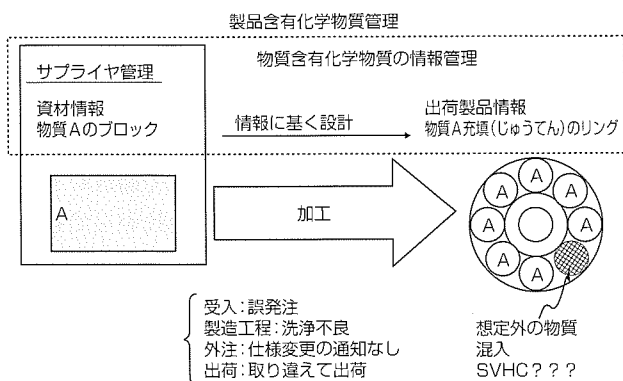 製品含有化学物質管理
物質含有化学物質の情報管理
サプライヤ管理
資材情報
物質Aのブロック
情報に基く設計
出荷製品情報
物質A充填(じゅうてん)のリング
A
加工
A
A
A
A
A
A
A
受入:誤発注
製造工程:洗浄不良
外注:仕様変更の通知なし
出荷:取り違えて出荷
想定外の物質
混入
SVHC???